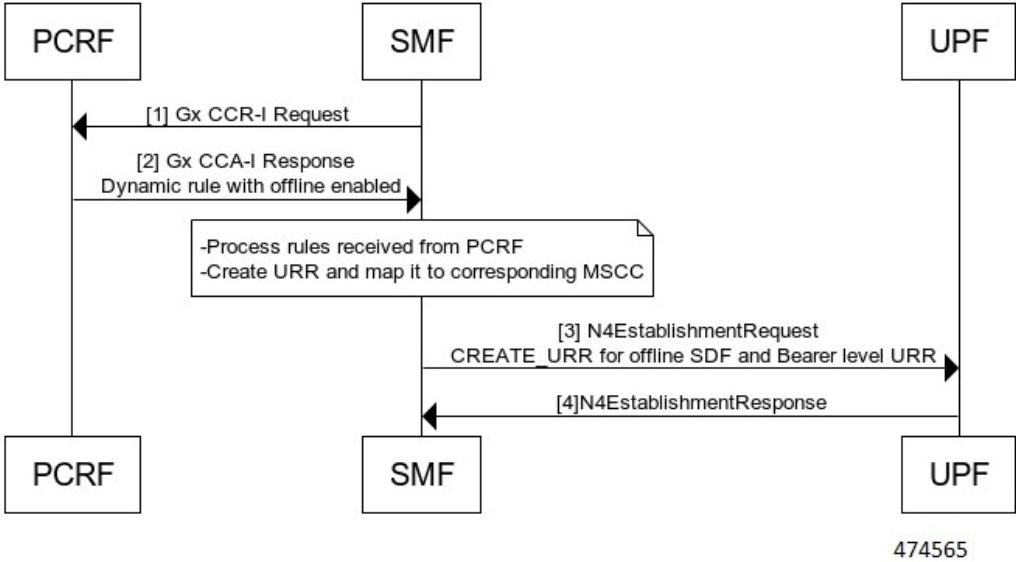 PCRF
SMF
UPF
[1] Gx CCR-I Request
[2] Gx CCA-I Response
Dynamic rule with offline enabled
-Process rules received from PCRF
-Create URR and map it to corresponding MSCC
[3] N4EstablishmentRequest
CREATE_URR for offline SDF and Bearer level URR
[4]N4EstablishmentResponse
PCRF
SMF
UPF
474565